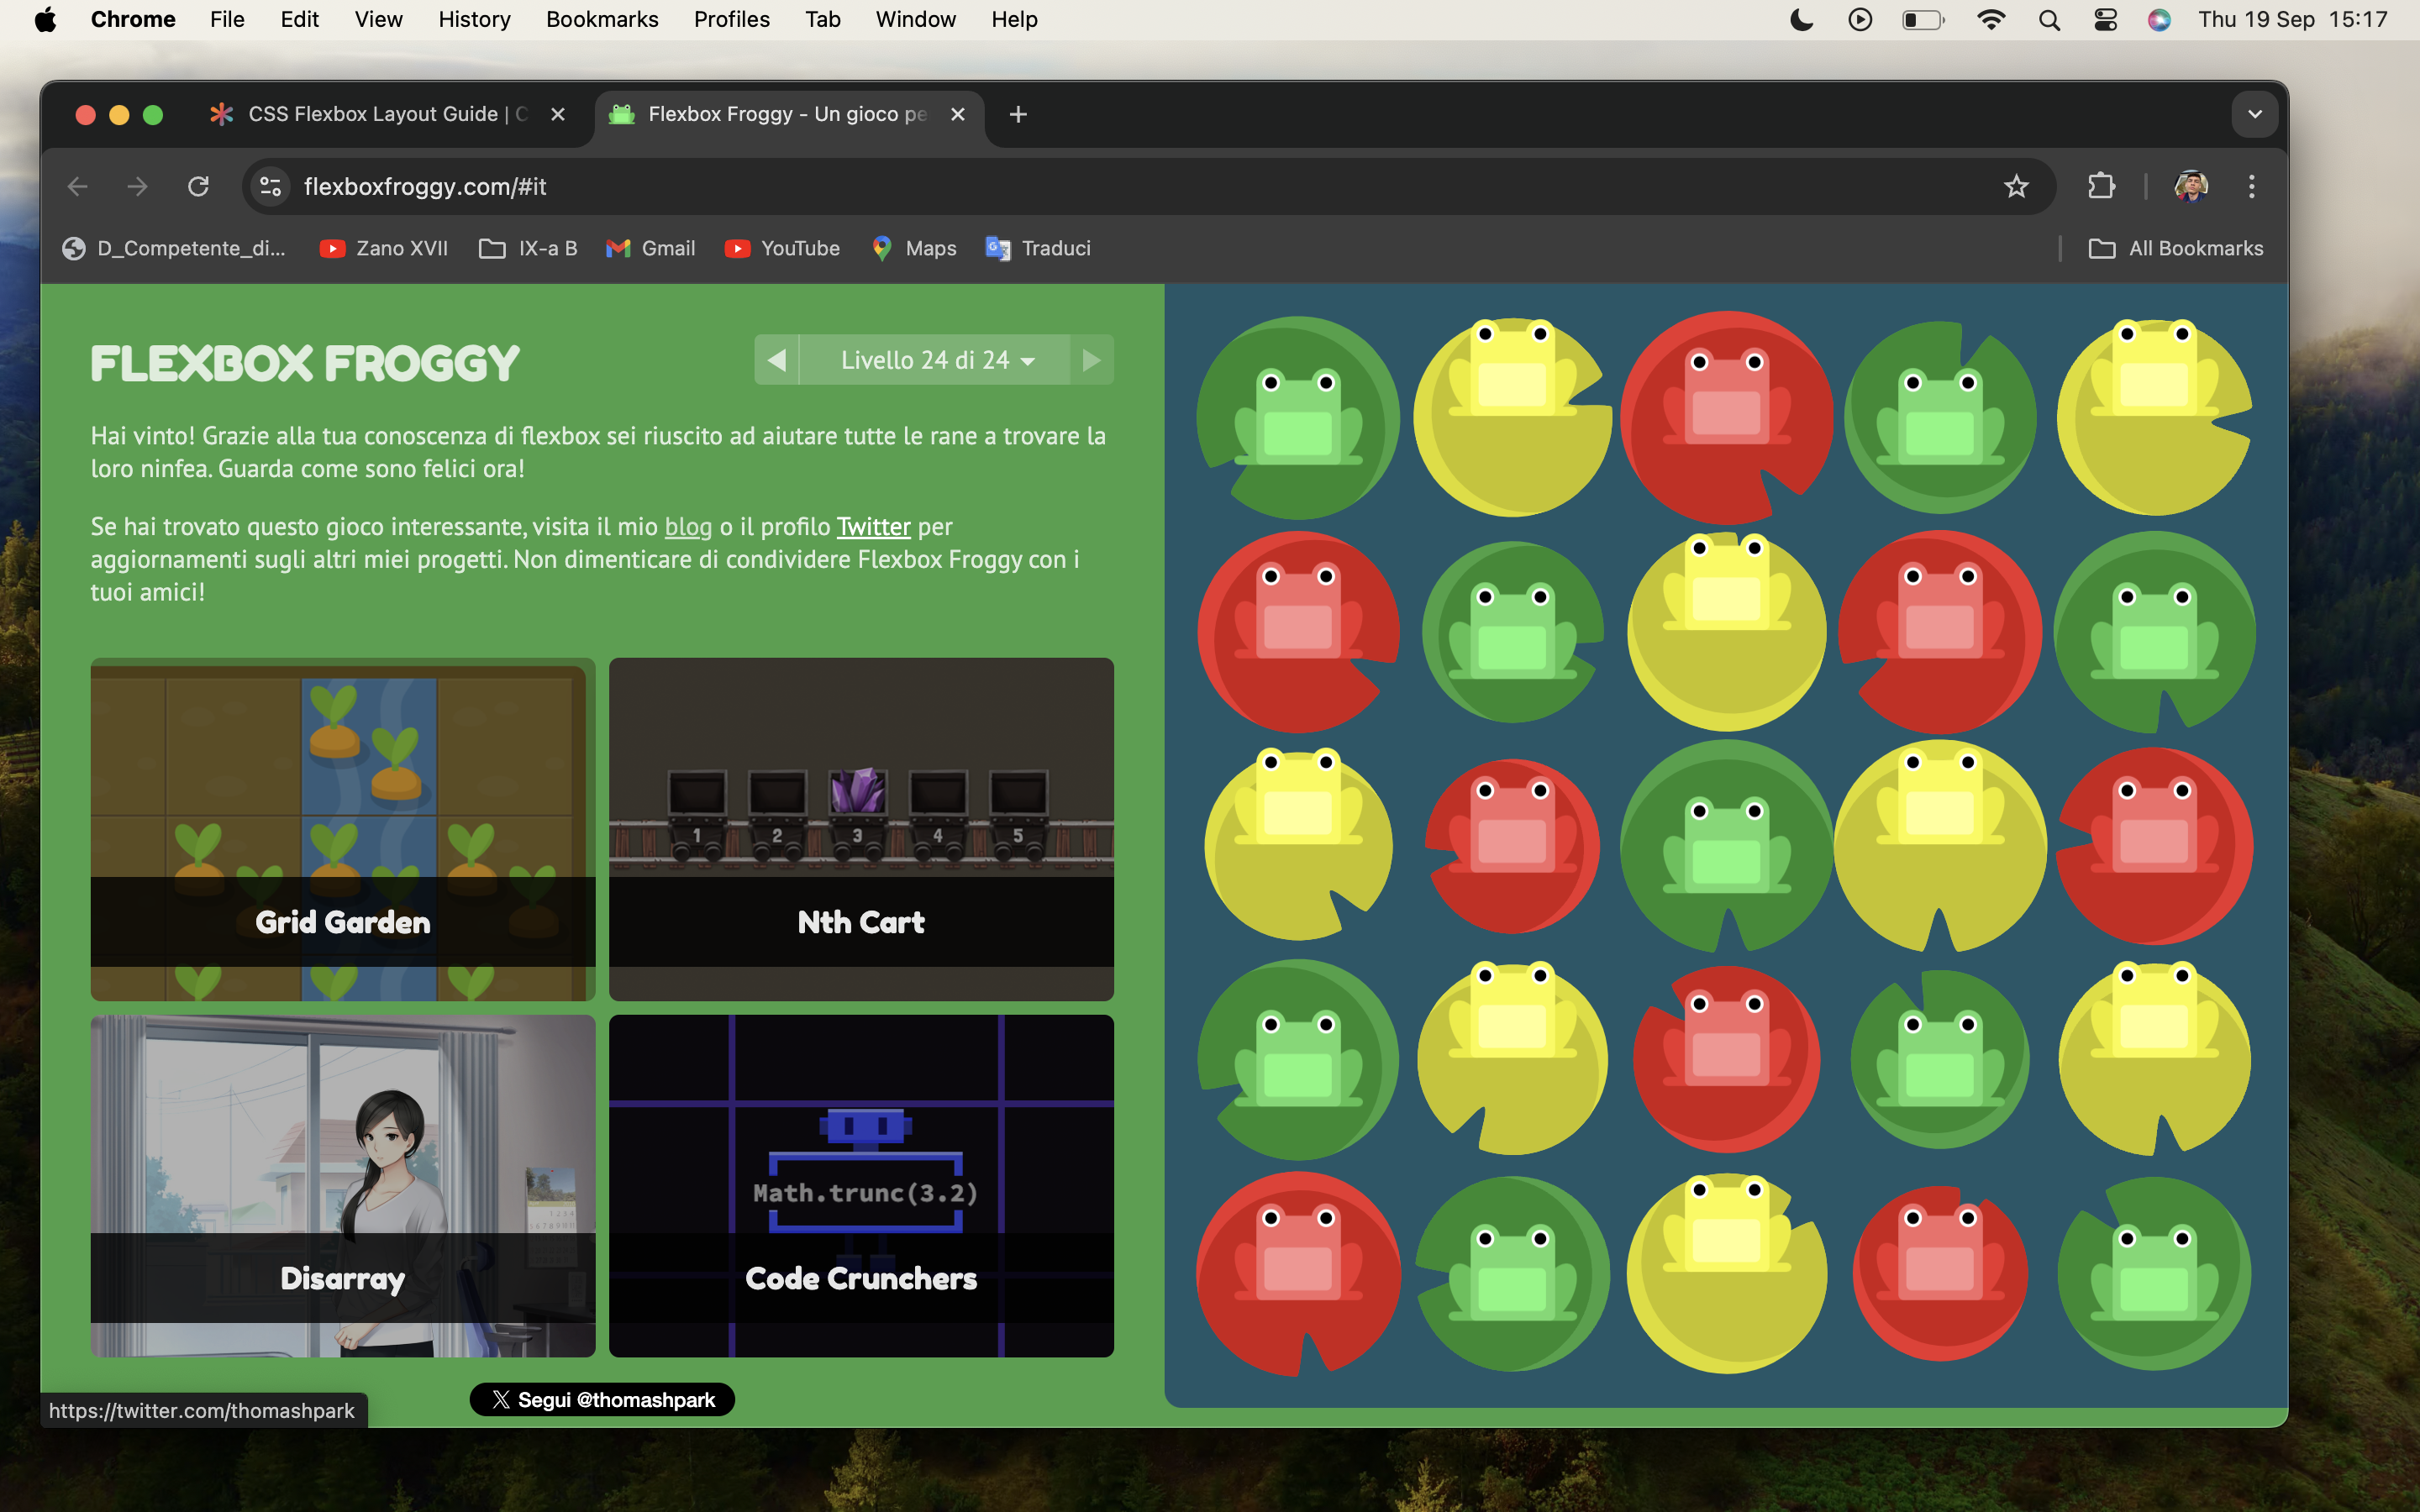 Chrome File Edit View History Bookmarks Profiles Tab Window Help Thu 19 Sep 15:17
CSS Flexbox Layout Guide | Flexbox Froggy - Un gioco pe
flexboxfroggy.com/#it
D_Competente_di... Zano XVII IX-a B Gmail YouTube Maps Traduci All Bookmarks
FLEXBOX FROGGY
Livello 24 di 24
Hai vinto! Grazie alla tua conoscenza di flexbox sei riuscito ad aiutare tutte le rane a trovare la
loro ninfea. Guarda come sono felici ora!
Se hai trovato questo gioco interessante, visita il mio blog o il profilo Twitter per
aggiornamenti sugli altri miei progetti. Non dimenticare di condividere Flexbox Froggy con i
tuoi amici!
1 2 3 4 5
Grid Garden
Nth Cart
Math.trunc(3.2)
Disarray
Code Crunchers
Segui @thomashpark
https://twitter.com/thomashpark